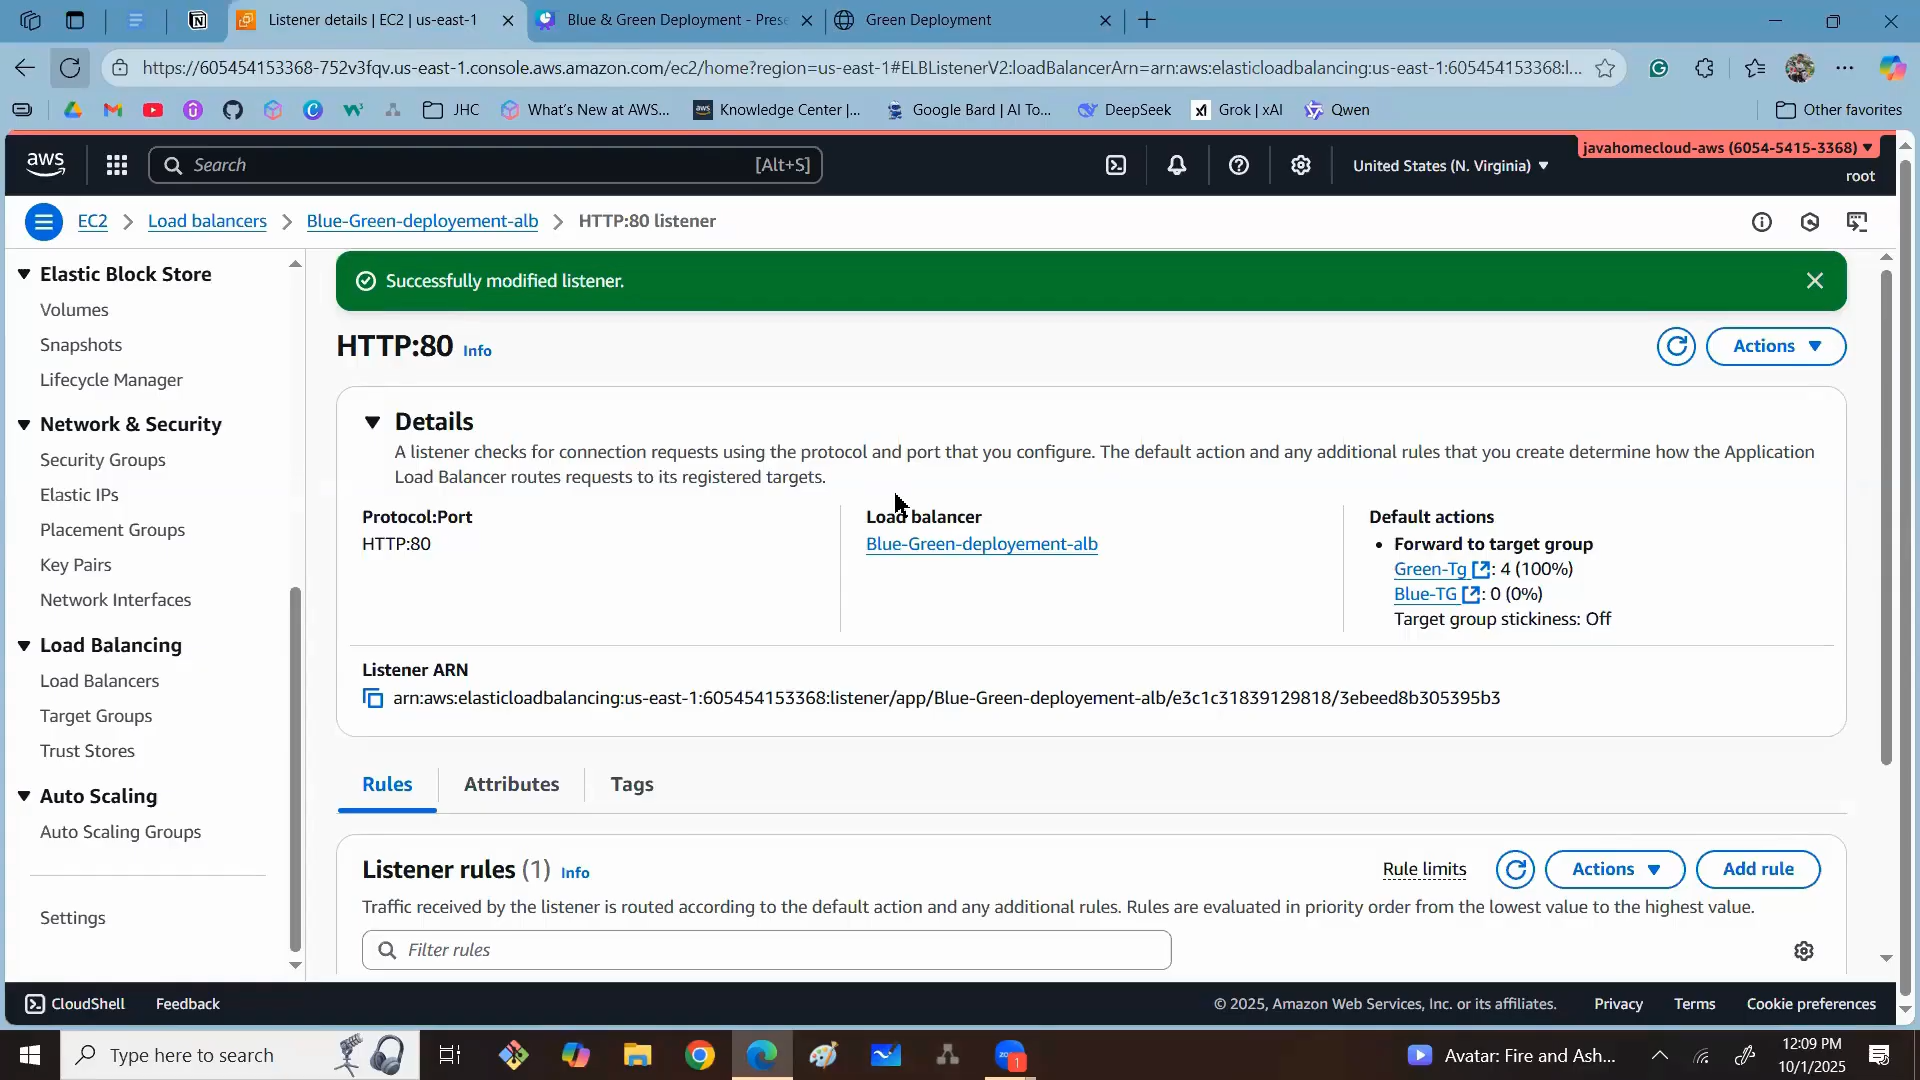 Listener details | EC2 | us-east-1
Blue & Green Deployment - Prese
Green Deployment
https://605454153368-752v3fqv.us-east-1.console.aws.amazon.com/ec2/home?region=us-east-1#ELBListenerV2:loadBalancerArn=arn:aws:elasticloadbalancing:us-east-1:605454153368:l...
JHC
What's New at AWS...
Knowledge Center |...
Google Bard | AI To...
DeepSeek
Grok | xAI
Qwen
Other favorites
aws
Search
[Alt+S]
United States (N. Virginia)
javahomecloud-aws (6054-5415-3368)
root
EC2
Load balancers
Blue-Green-deployement-alb
HTTP:80 listener
Elastic Block Store
Volumes
Snapshots
Lifecycle Manager
Network & Security
Security Groups
Elastic IPs
Placement Groups
Key Pairs
Network Interfaces
Load Balancing
Load Balancers
Target Groups
Trust Stores
Auto Scaling
Auto Scaling Groups
Settings
Successfully modified listener.
HTTP:80 Info
Actions
Details
A listener checks for connection requests using the protocol and port that you configure. The default action and any additional rules that you create determine how the Application
Load Balancer routes requests to its registered targets.
Protocol:Port
HTTP:80
Load balancer
Blue-Green-deployement-alb
Default actions
• Forward to target group
Green-Tg : 4 (100%)
Blue-TG : 0 (0%)
Target group stickiness: Off
Listener ARN
arn:aws:elasticloadbalancing:us-east-1:605454153368:listener/app/Blue-Green-deployement-alb/e3c1c31839129818/3ebeed8b305395b3
Rules
Attributes
Tags
Listener rules (1) Info
Rule limits
Actions
Add rule
Traffic received by the listener is routed according to the default action and any additional rules. Rules are evaluated in priority order from the lowest value to the highest value.
Filter rules
CloudShell
Feedback
© 2025, Amazon Web Services, Inc. or its affiliates.
Privacy
Terms
Cookie preferences
Type here to search
1
Avatar: Fire and Ash...
12:09 PM
10/1/2025